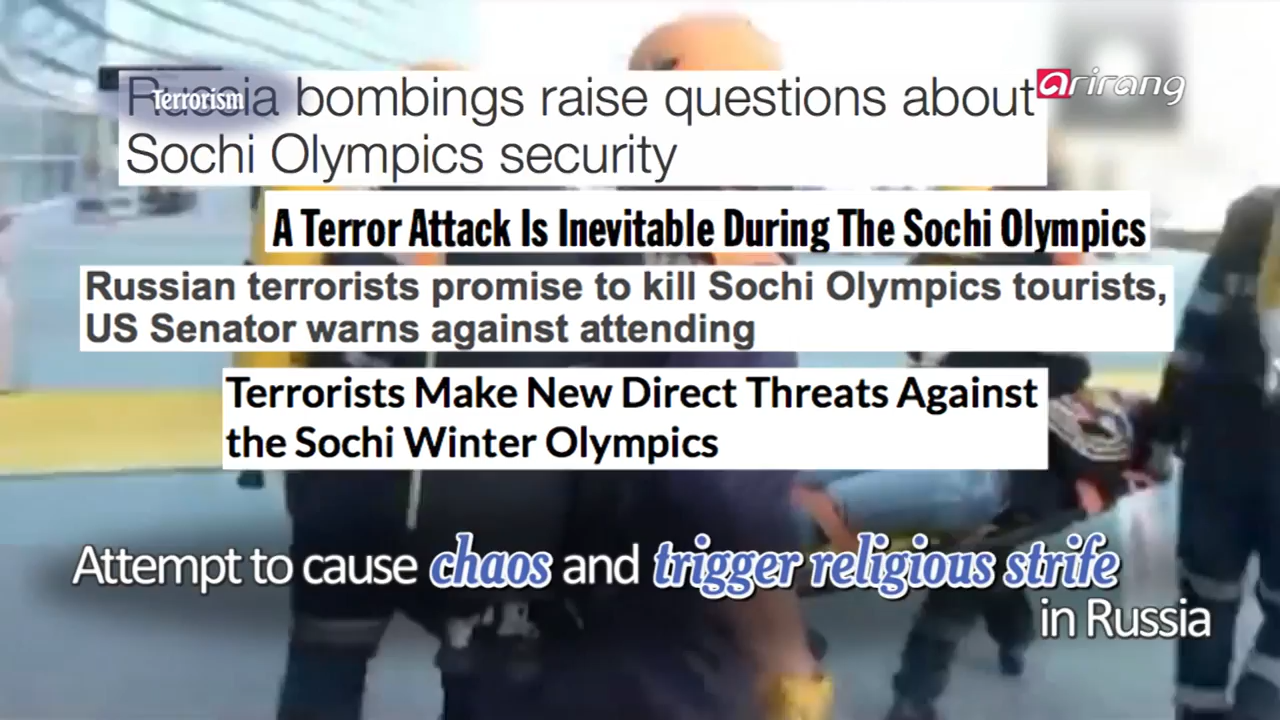 Russia bombings raise questions about
Terrorism
arirang
Sochi Olympics security
A Terror Attack Is Inevitable During The Sochi Olympics
Russian terrorists promise to kill Sochi Olympics tourists,
US Senator warns against attending
Terrorists Make New Direct Threats Against
the Sochi Winter Olympics
Attempt to cause chaos and trigger religious strife
in Russia